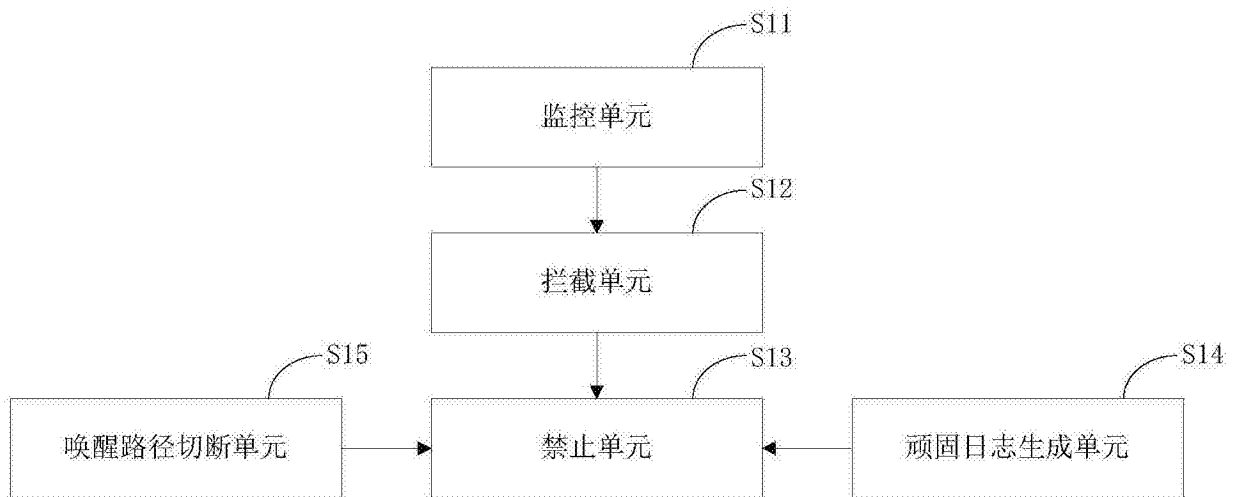 S11
监控单元
S12
拦截单元
S15
S13
S14
唤醒路径切断单元
禁止单元
顽固日志生成单元